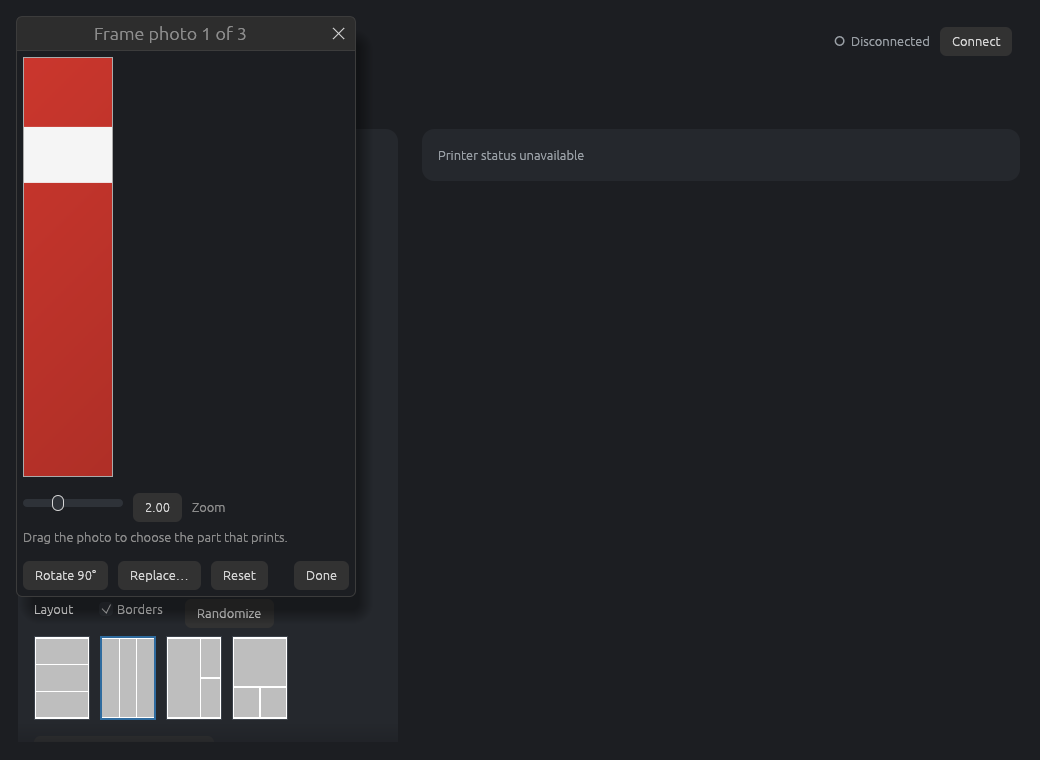 Frame photo 1 of 3
Disconnected
Connect
Printer status unavailable
2.00
Zoom
Drag the photo to choose the part that prints.
Rotate 90°
Replace…
Reset
Done
Layout
Borders
Randomize